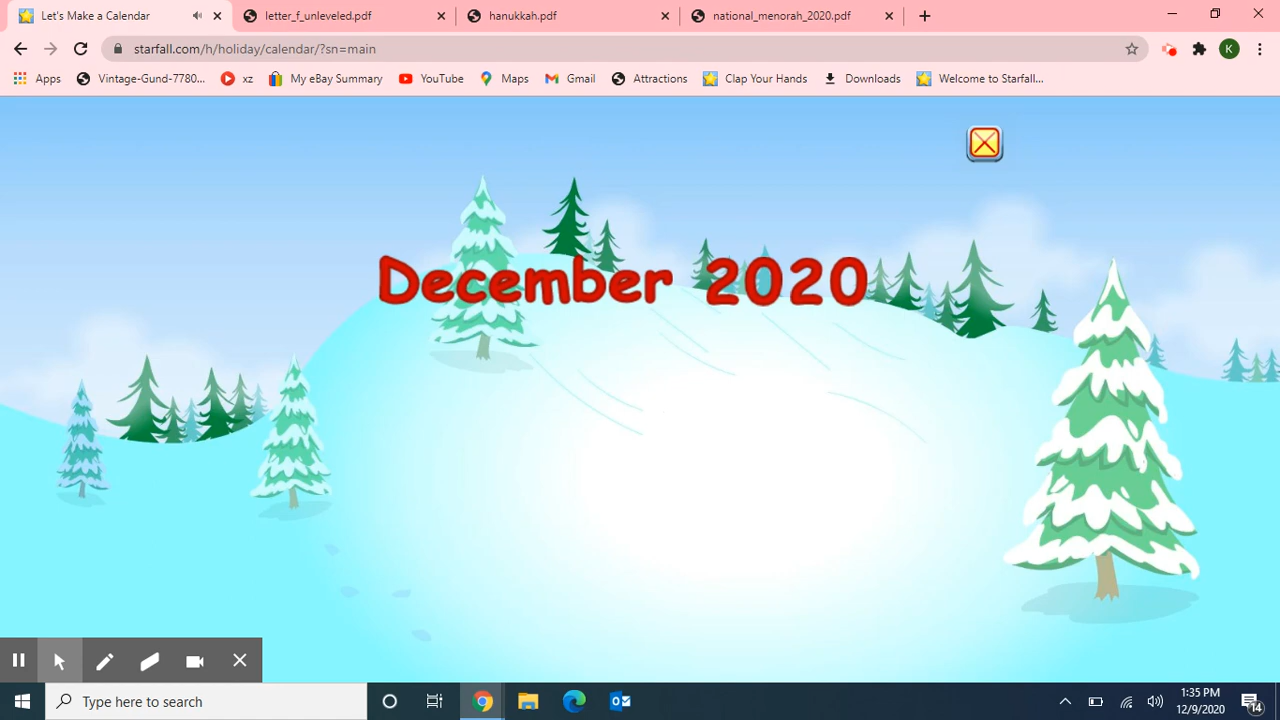 Let's Make a Calendar
letter_f_unleveled.pdf
hanukkah.pdf
national_menorah_2020.pdf
starfall.com/h/holiday/calendar/?sn=main
K
Apps
Vintage-Gund-7780...
xz
My eBay Summary
YouTube
Maps
Gmail
Attractions
Clap Your Hands
Downloads
Welcome to Starfall...
December 2020
Type here to search
1:35 PM
12/9/2020
14